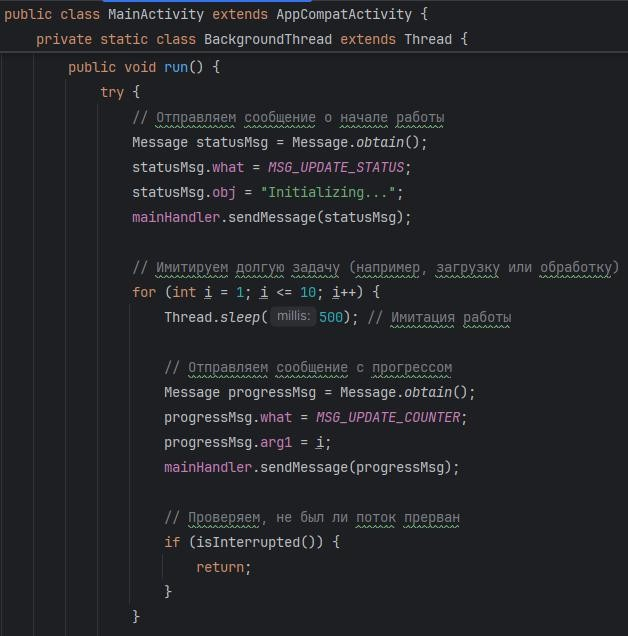 public class MainActivity extends AppCompatActivity {
    private static class BackgroundThread extends Thread {
        public void run() {
            try {
                // Отправляем сообщение о начале работы
                Message statusMsg = Message.obtain();
                statusMsg.what = MSG_UPDATE_STATUS;
                statusMsg.obj = "Initializing...";
                mainHandler.sendMessage(statusMsg);

                // Имитируем долгую задачу (например, загрузку или обработку)
                for (int i = 1; i <= 10; i++) {
                    Thread.sleep( millis: 500); // Имитация работы

                    // Отправляем сообщение с прогрессом
                    Message progressMsg = Message.obtain();
                    progressMsg.what = MSG_UPDATE_COUNTER;
                    progressMsg.arg1 = i;
                    mainHandler.sendMessage(progressMsg);

                    // Проверяем, не был ли поток прерван
                    if (isInterrupted()) {
                        return;
                    }
                }